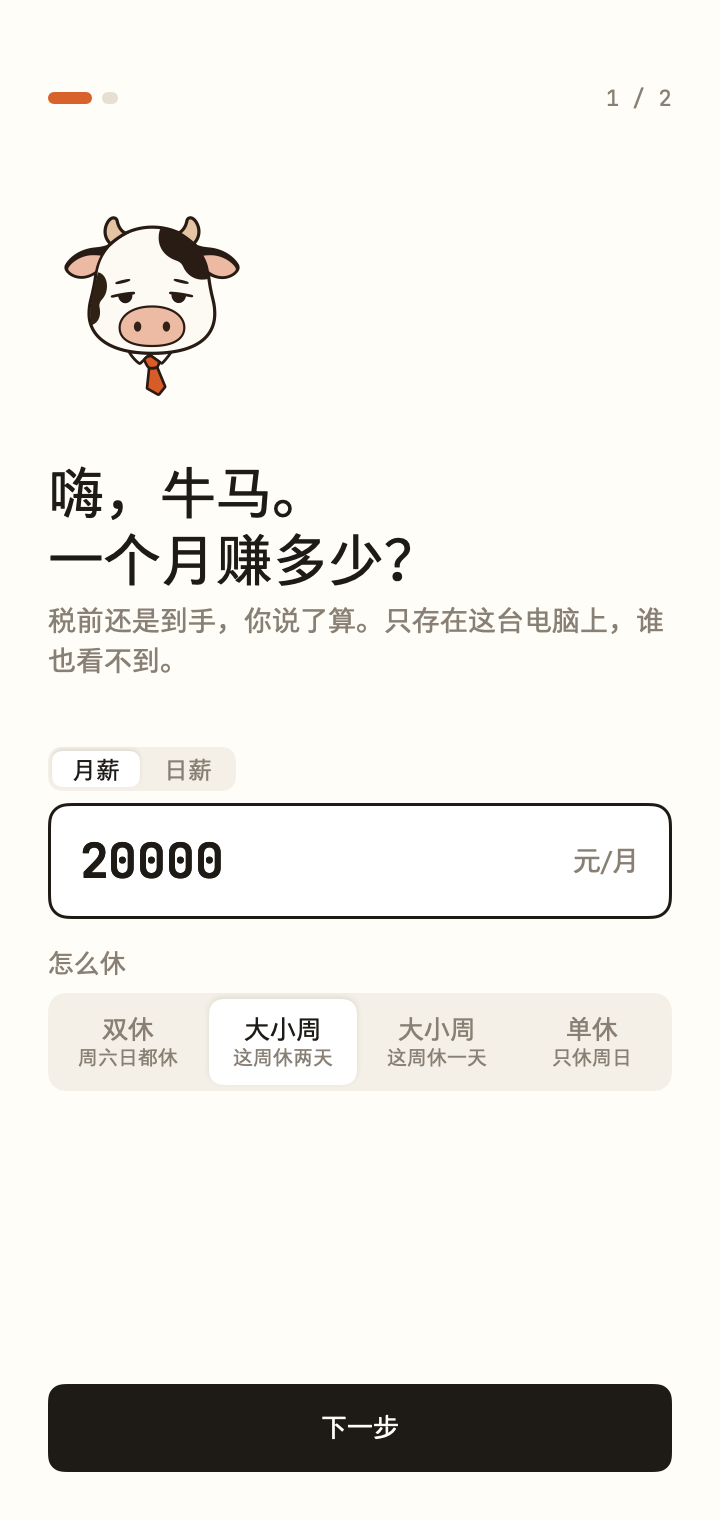 1 / 2
嗨，牛马。
一个月赚多少？
税前还是到手，你说了算。只存在这台电脑上，谁
也看不到。
月薪 日薪
20000 元/月
怎么休
双休 大小周 大小周 单休
周六日都休 这周休两天 这周休一天 只休周日
下一步